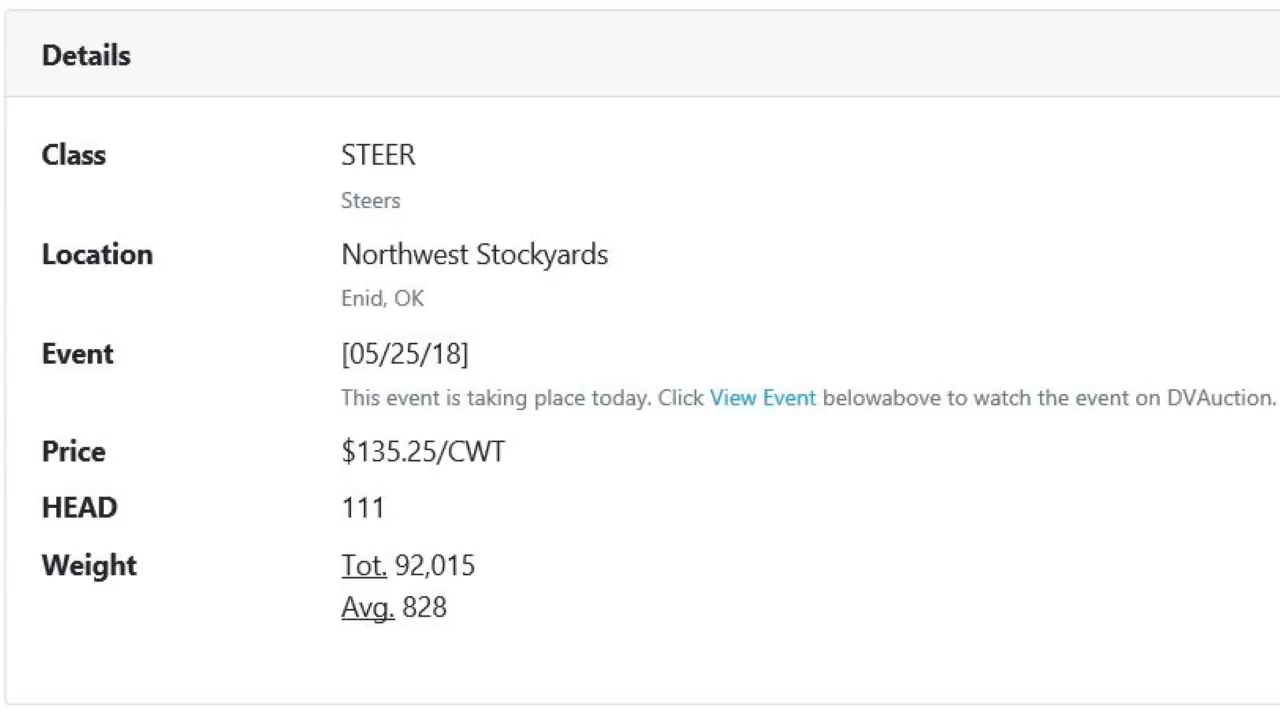 Details
Class STEER
Steers
Location Northwest Stockyards
Enid, OK
Event [05/25/18]
This event is taking place today. Click View Event belowabove to watch the event on DVAuction.
Price $135.25/CWT
HEAD 111
Weight Tot. 92,015
Avg. 828